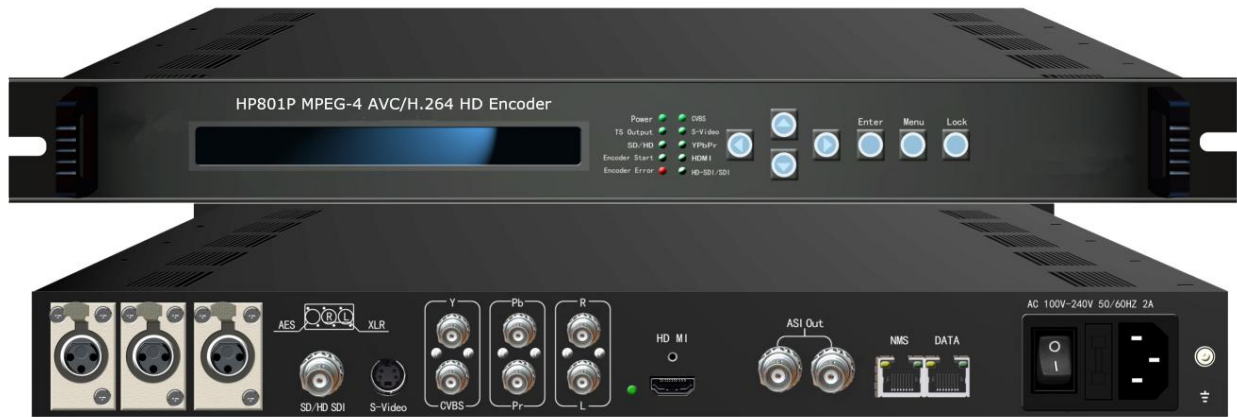 HP801P MPEG-4 AVC/H.264 HD Encoder
Power CVBS
TS Output S-Video
SD/HD YPbPr
Encoder Start HDMI
Encoder Error HD-SDI/SDI
Enter Menu Lock
AES R L XLR
SD/HD SDI
S-Video
Y
CVBS
Pb
Pr
R
L
HD MI
ASI Out
NMS DATA
AC 100V-240V 50/60HZ 2A
O
I